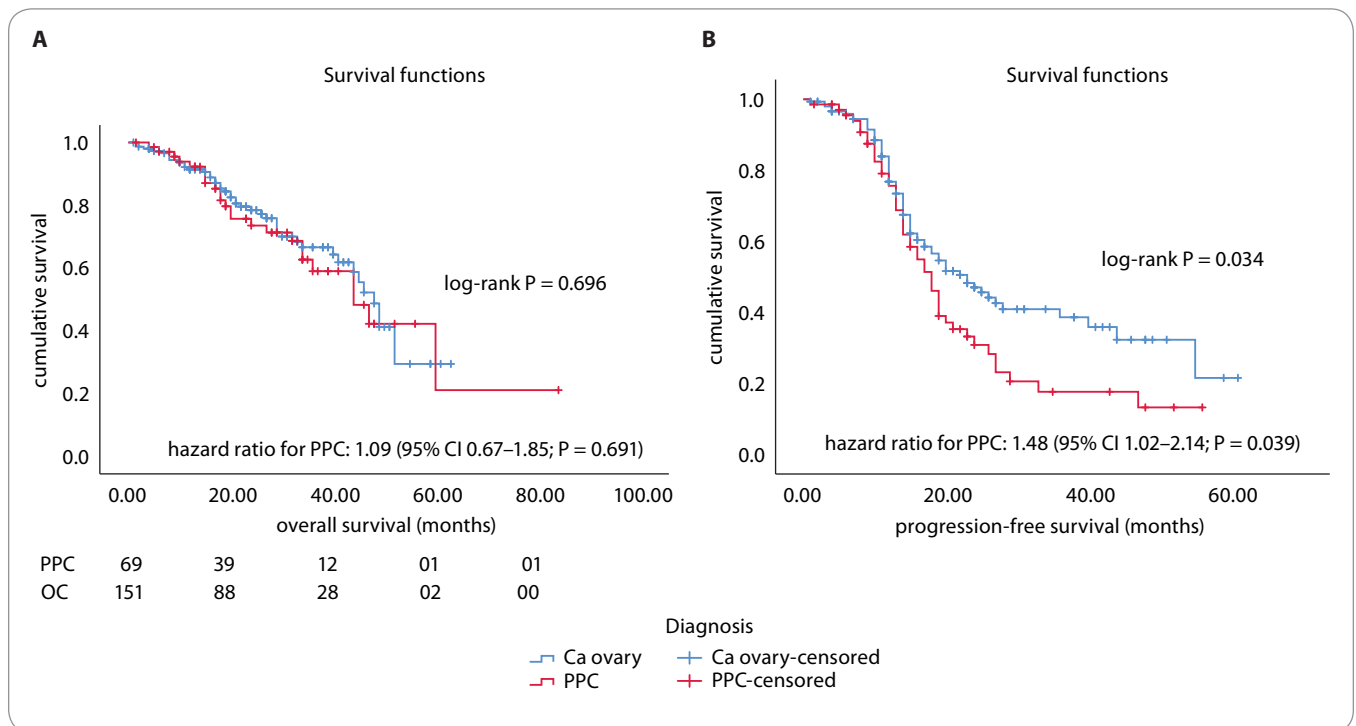 A
Survival functions
cumulative survival
1.0
0.8
0.6
0.4
0.2
0.0
log-rank P = 0.696
hazard ratio for PPC: 1.09 (95% CI 0.67–1.85; P = 0.691)
0.00 20.00 40.00 60.00 80.00 100.00
overall survival (months)
PPC 69 39 12 01 01
OC 151 88 28 02 00
B
Survival functions
cumulative survival
1.0
0.8
0.6
0.4
0.2
0.0
log-rank P = 0.034
hazard ratio for PPC: 1.48 (95% CI 1.02–2.14; P = 0.039)
0.00 20.00 40.00 60.00
progression-free survival (months)
Diagnosis
Ca ovary Ca ovary-censored
PPC PPC-censored